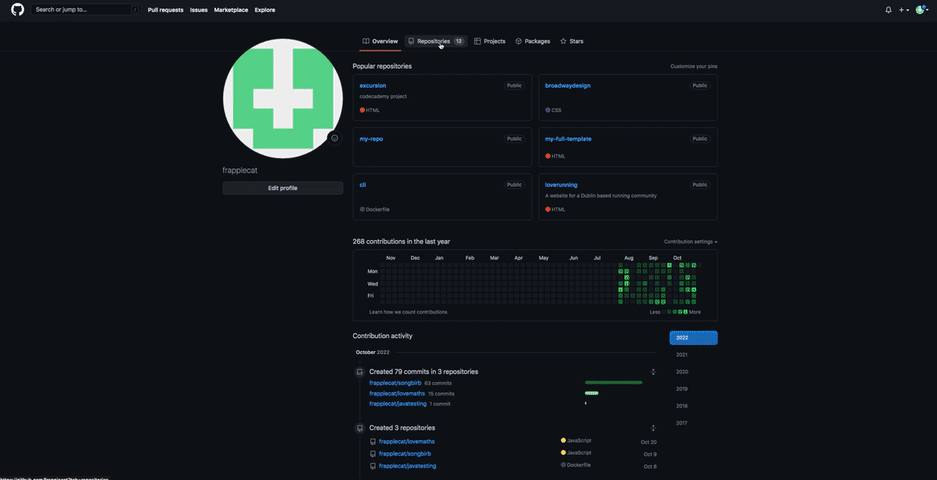 Search or jump to... /
Pull requests Issues Marketplace Explore
Overview Repositories 12 Projects Packages Stars
Popular repositories Customize your pins
excursion Public
codecademy project
HTML
broadwaydesign Public
CSS
my-repo Public
my-full-template Public
HTML
frapplecat
Edit profile
cli Public
Dockerfile
loverunning Public
A website for a Dublin based running community
HTML
268 contributions in the last year Contribution settings
Nov Dec Jan Feb Mar Apr May Jun Jul Aug Sep Oct
Mon
Wed
Fri
Learn how we count contributions Less More
Contribution activity
2022
2021
2020
2019
2018
2017
October 2022
Created 79 commits in 3 repositories
frapplecat/songbirb 63 commits
frapplecat/lovemaths 15 commits
frapplecat/javatesting 1 commit
Created 3 repositories
frapplecat/lovemaths JavaScript Oct 20
frapplecat/songbirb JavaScript Oct 9
frapplecat/javatesting Dockerfile Oct 8